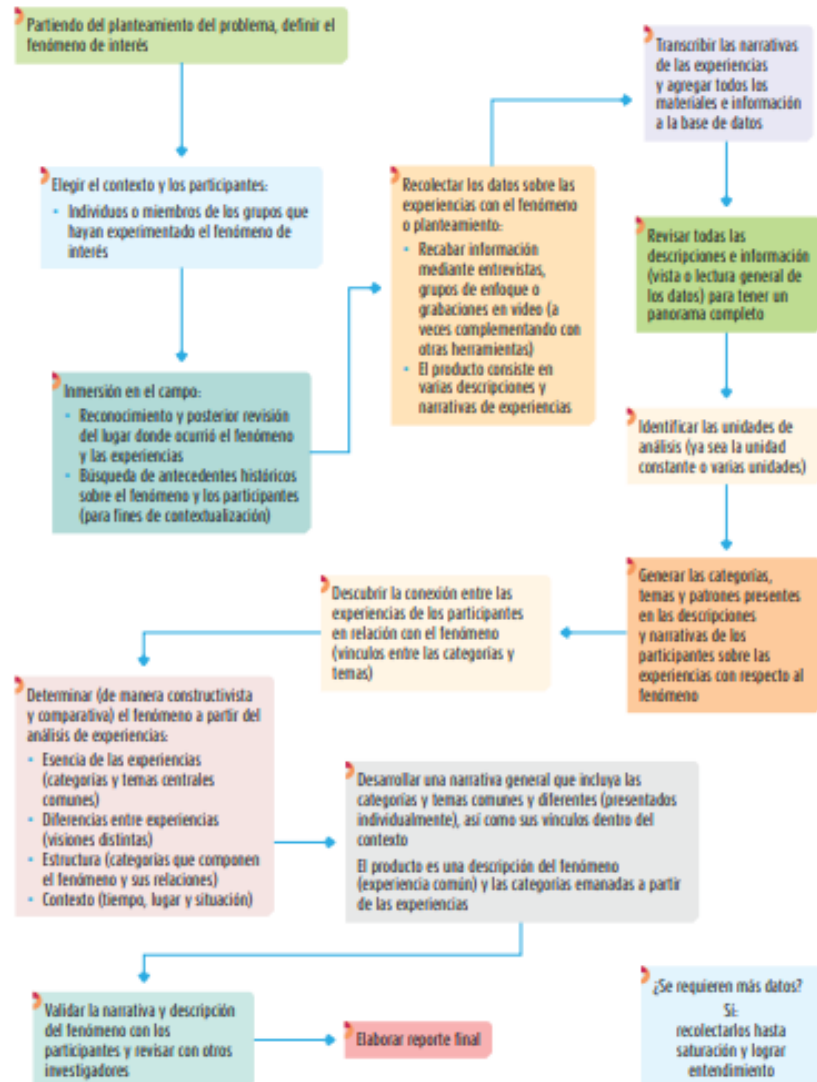 Partiendo del planteamiento del problema, definir el
fenómeno de interés
Elegir el contexto y los participantes:
• Individuos o miembros de los grupos que
hayan experimentado el fenómeno de
interés
Inmersión en el campo:
• Reconocimiento y posterior revisión
del lugar donde ocurrió el fenómeno
y las experiencias
• Búsqueda de antecedentes históricos
sobre el fenómeno y los participantes
(para fines de contextualización)
Recolectar los datos sobre las
experiencias con el fenómeno
o planteamiento:
• Recabar información
mediante entrevistas,
grupos de enfoque o
grabaciones en video (a
veces complementando con
otras herramientas)
• El producto consiste en
varias descripciones y
narrativas de experiencias
Transcribir las narrativas
de las experiencias
y agregar todos los
materiales e información
a la base de datos
Revisar todas las
descripciones e información
(vista o lectura general de
los datos) para tener un
panorama completo
Identificar las unidades de
análisis (ya sea la unidad
constante o varias unidades)
Generar las categorías,
temas y patrones presentes
en las descripciones
y narrativas de los
participantes sobre las
experiencias con respecto al
fenómeno
Descubrir la conexión entre las
experiencias de los participantes
en relación con el fenómeno
(vínculos entre las categorías y
temas)
Determinar (de manera constructivista
y comparativa) el fenómeno a partir del
análisis de experiencias:
• Esencia de las experiencias
(categorías y temas centrales
comunes)
• Diferencias entre experiencias
(visiones distintas)
• Estructura (categorías que componen
el fenómeno y sus relaciones)
• Contexto (tiempo, lugar y situación)
Desarrollar una narrativa general que incluya las
categorías y temas comunes y diferentes (presentados
individualmente), así como sus vínculos dentro del
contexto
El producto es una descripción del fenómeno
(experiencia común) y las categorías emanadas a partir
de las experiencias
Validar la narrativa y descripción
del fenómeno con los
participantes y revisar con otros
investigadores
Elaborar reporte final
¿Se requieren más datos?
Sí:
recolectarlos hasta
saturación y lograr
entendimiento